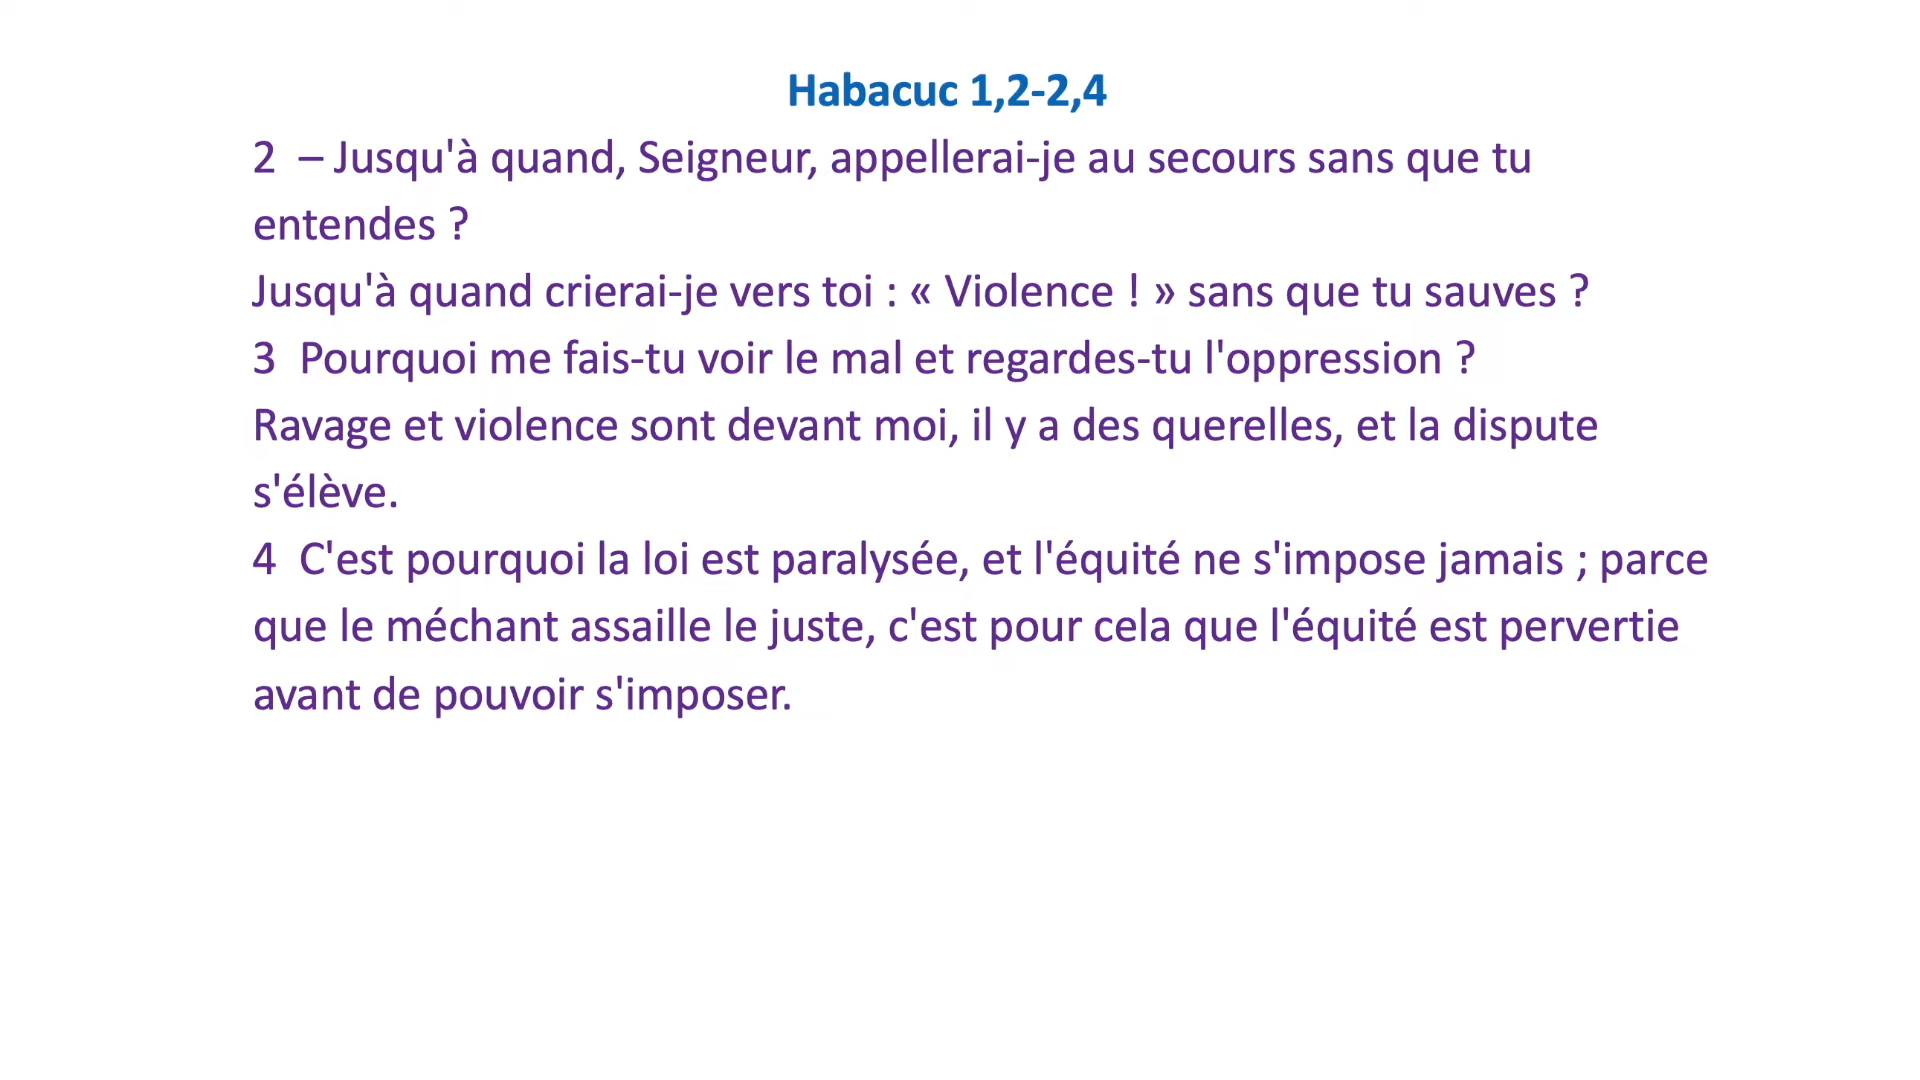 Habacuc 1,2-2,4
2  – Jusqu'à quand, Seigneur, appellerai-je au secours sans que tu
entendes ?
Jusqu'à quand crierai-je vers toi : « Violence ! » sans que tu sauves ?
3  Pourquoi me fais-tu voir le mal et regardes-tu l'oppression ?
Ravage et violence sont devant moi, il y a des querelles, et la dispute
s'élève.
4  C'est pourquoi la loi est paralysée, et l'équité ne s'impose jamais ; parce
que le méchant assaille le juste, c'est pour cela que l'équité est pervertie
avant de pouvoir s'imposer.